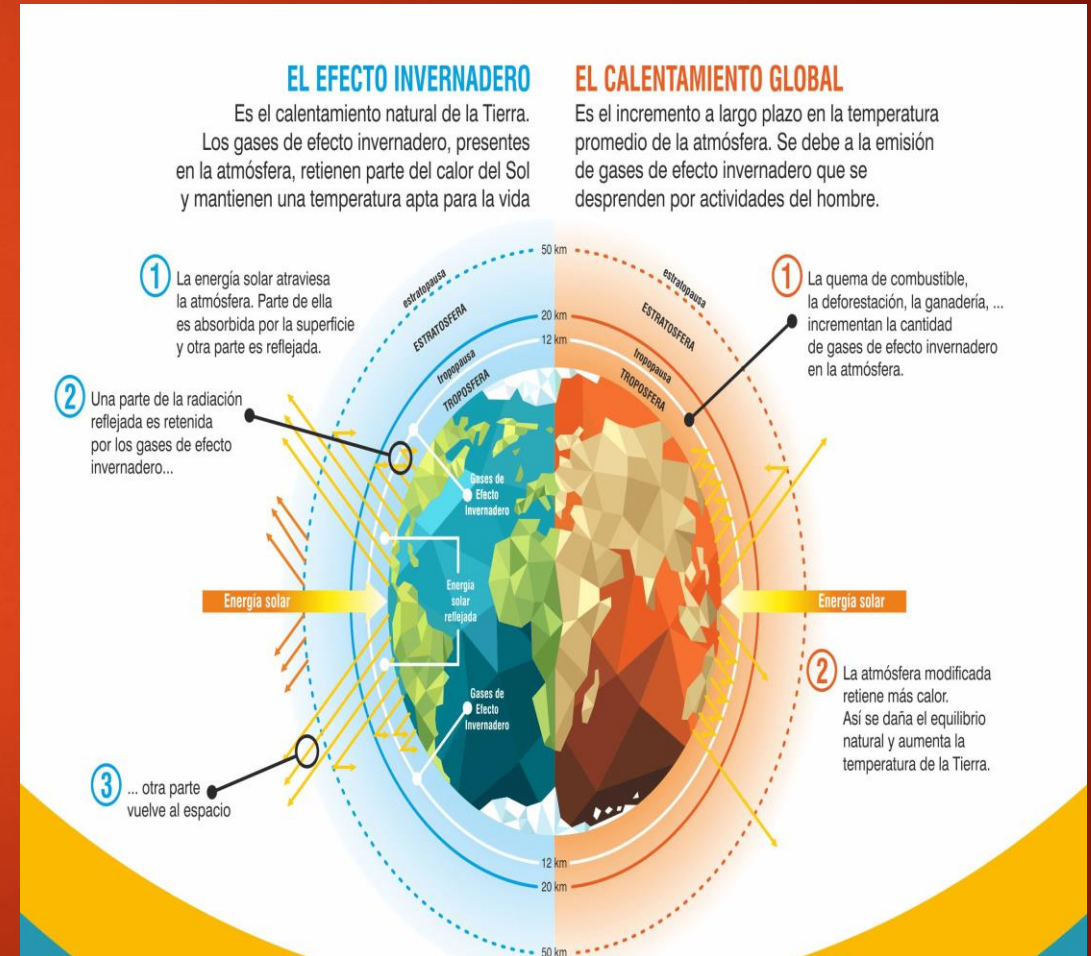 EL EFECTO INVERNADERO
Es el calentamiento natural de la Tierra.
Los gases de efecto invernadero, presentes
en la atmósfera, retienen parte del calor del Sol
y mantienen una temperatura apta para la vida
EL CALENTAMIENTO GLOBAL
Es el incremento a largo plazo en la temperatura
promedio de la atmósfera. Se debe a la emisión
de gases de efecto invernadero que se
desprenden por actividades del hombre.
1
La energía solar atraviesa
la atmósfera. Parte de ella
es absorbida por la superficie
y otra parte es reflejada.
2
Una parte de la radiación
reflejada es retenida
por los gases de efecto
invernadero...
3
... otra parte
vuelve al espacio
50 km
estratopausa
ESTRATOSFERA
20 km
12 km
tropopausa
TROPOSFERA
Gases de
Efecto
Invernadero
Energía
solar
reflejada
Gases de
Efecto
Invernadero
Energía solar
estratopausa
ESTRATOSFERA
tropopausa
TROPOSFERA
1
La quema de combustible,
la deforestación, la ganadería, ...
incrementan la cantidad
de gases de efecto invernadero
en la atmósfera.
Energía solar
2
La atmósfera modificada
retiene más calor.
Así se daña el equilibrio
natural y aumenta la
temperatura de la Tierra.
12 km
20 km
50 km